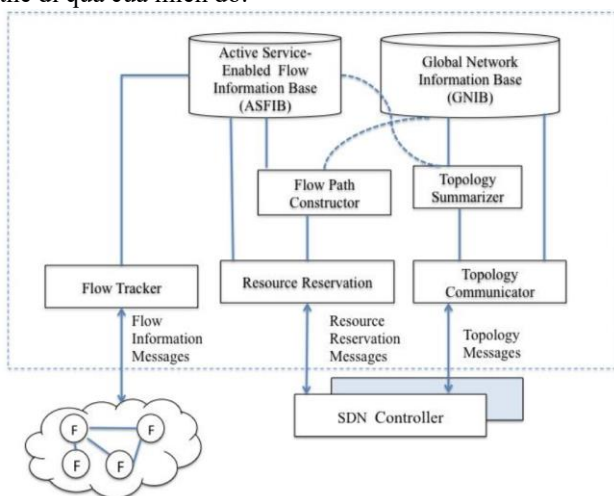 Active Service-
Enabled Flow
Information Base
(ASFIB)
Global Network
Information Base
(GNIB)
Flow Path
Constructor
Topology
Summarizer
Flow Tracker
Resource Reservation
Topology
Communicator
Flow
Information
Messages
Resource
Reservation
Messages
Topology
Messages
SDN Controller
F
F
F
F